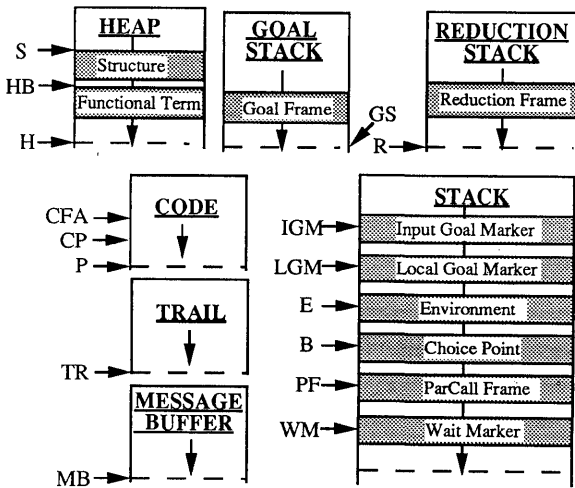 HEAP
S
Structure
HB
Functional Term
H
GOAL
STACK
Goal Frame
GS
REDUCTION
STACK
Reduction Frame
R
CODE
CFA
CP
P
TRAIL
TR
MESSAGE
BUFFER
MB
STACK
IGM
Input Goal Marker
LGM
Local Goal Marker
E
Environment
B
Choice Point
PF
ParCall Frame
WM
Wait Marker